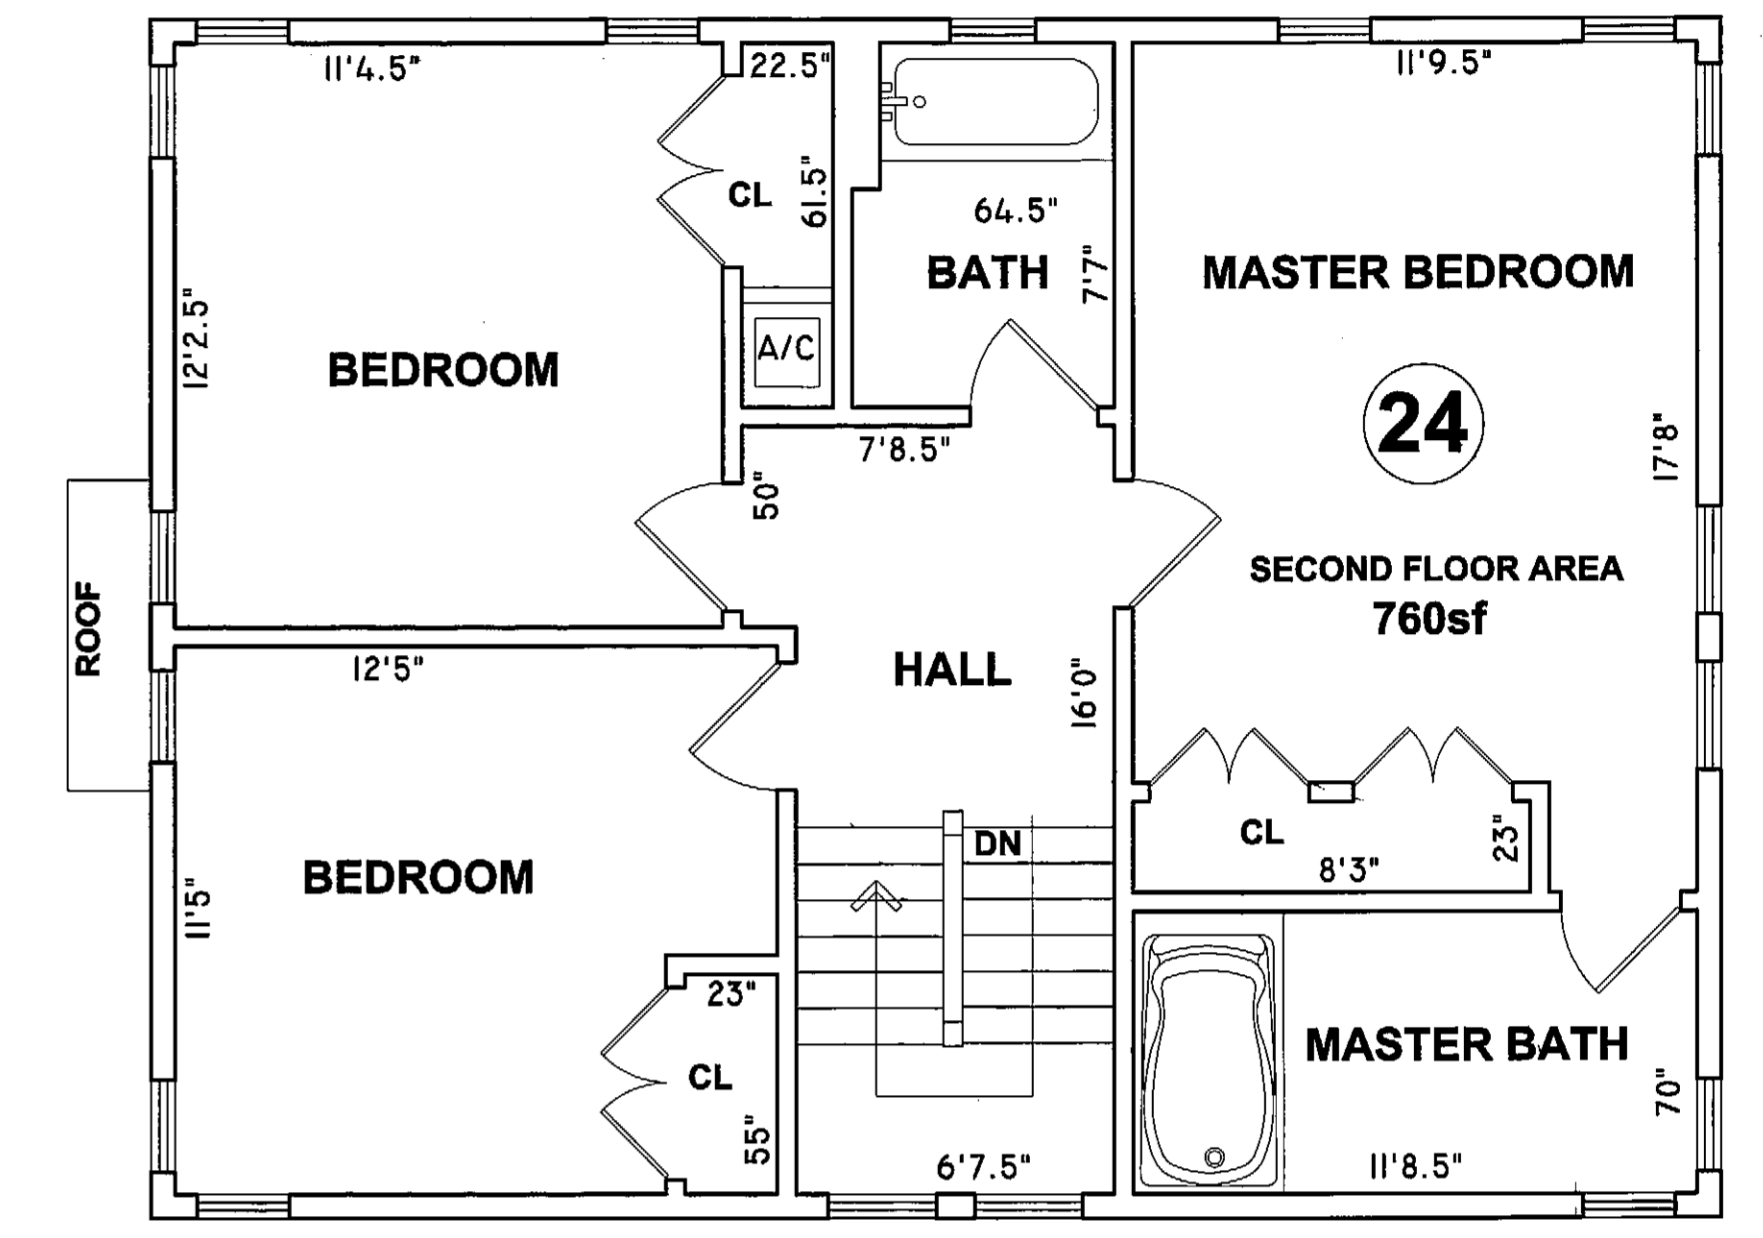 11'4.5"
22.5"
11'9.5"
CL
61.5"
64.5"
BATH
7'7"
MASTER BEDROOM
12'2.5"
BEDROOM
A/C
24
7'8.5"
17'8"
50"
SECOND FLOOR AREA
760sf
ROOF
12'5"
HALL
16'0"
BEDROOM
11'5"
DN
CL
8'3"
23"
23"
CL
55"
MASTER BATH
70"
6'7.5"
11'8.5"